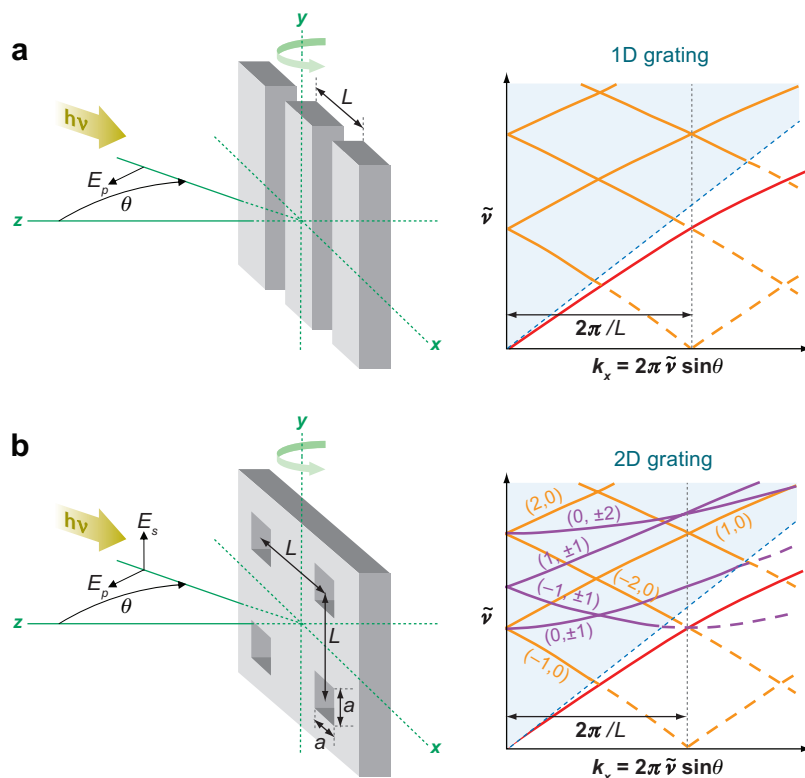 a
y
L
hν
E_p
θ
z
x
1D grating
ν̃
2π/L
k_x = 2π ν̃ sinθ
b
y
hν
E_s
L
E_p
θ
z
L
a
a
x
2D grating
(2,0)
(0, ±2)
(1,0)
(1, ±1)
(−2,0)
(−1, ±1)
ν̃
(0,±1)
(−1,0)
2π/L
k_x = 2π ν̃ sinθ